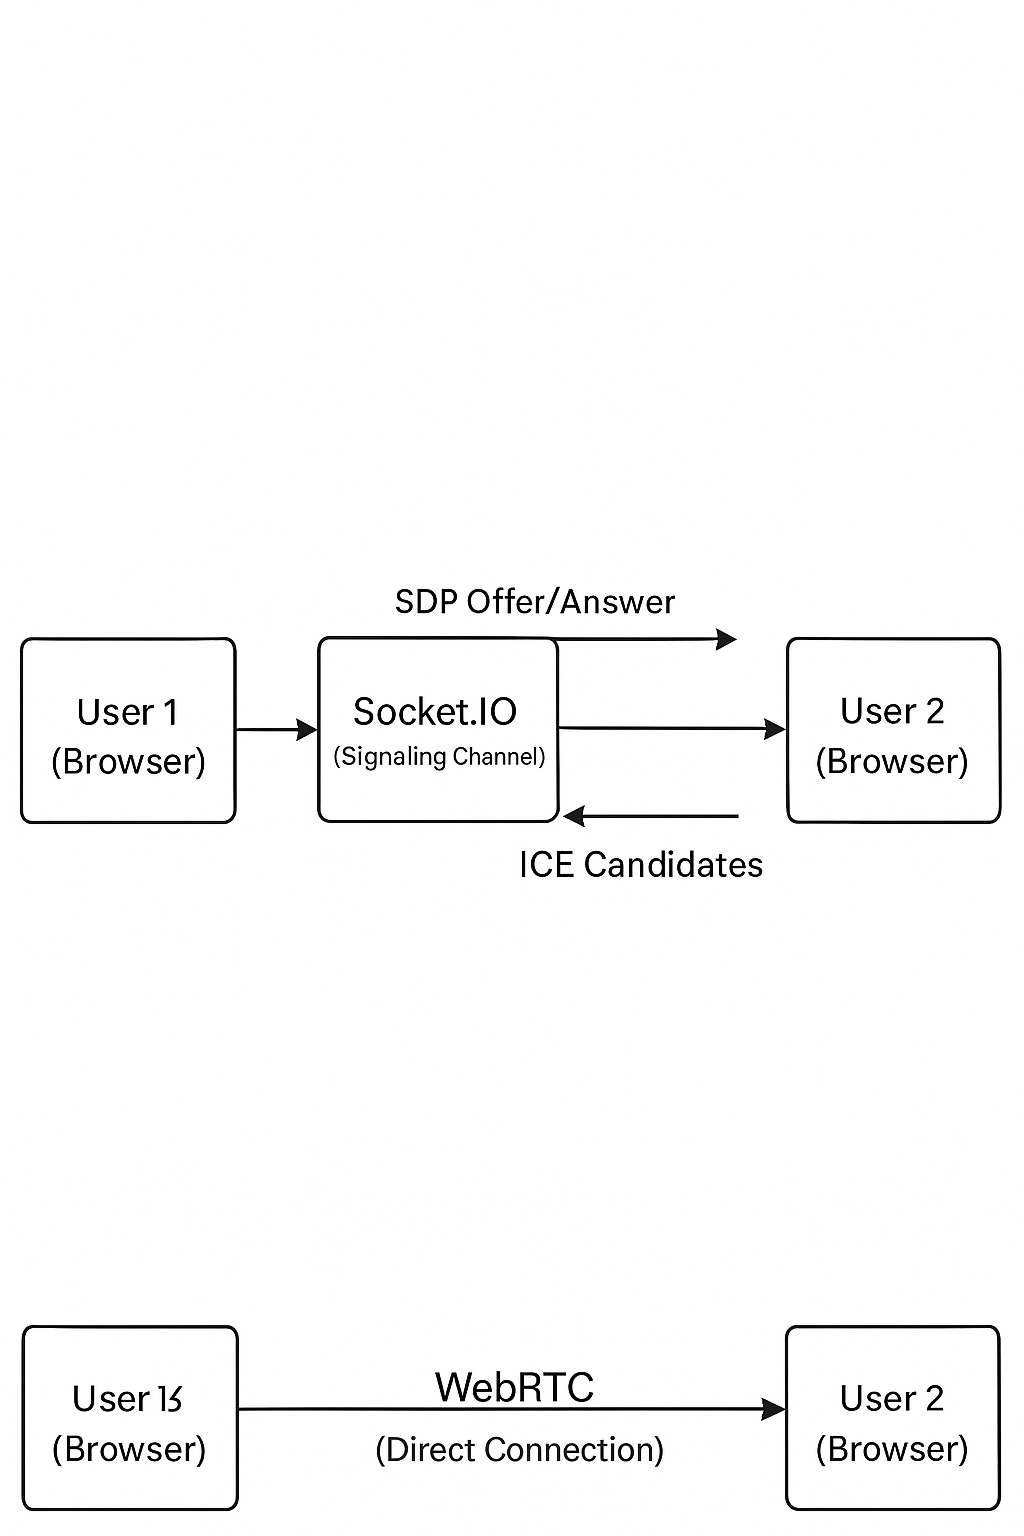 SDP Offer/Answer
User 1
(Browser)
Socket.IO
(Signaling Channel)
User 2
(Browser)
ICE Candidates
User
(Browser)
WebRTC
(Direct Connection)
User 2
(Browser)